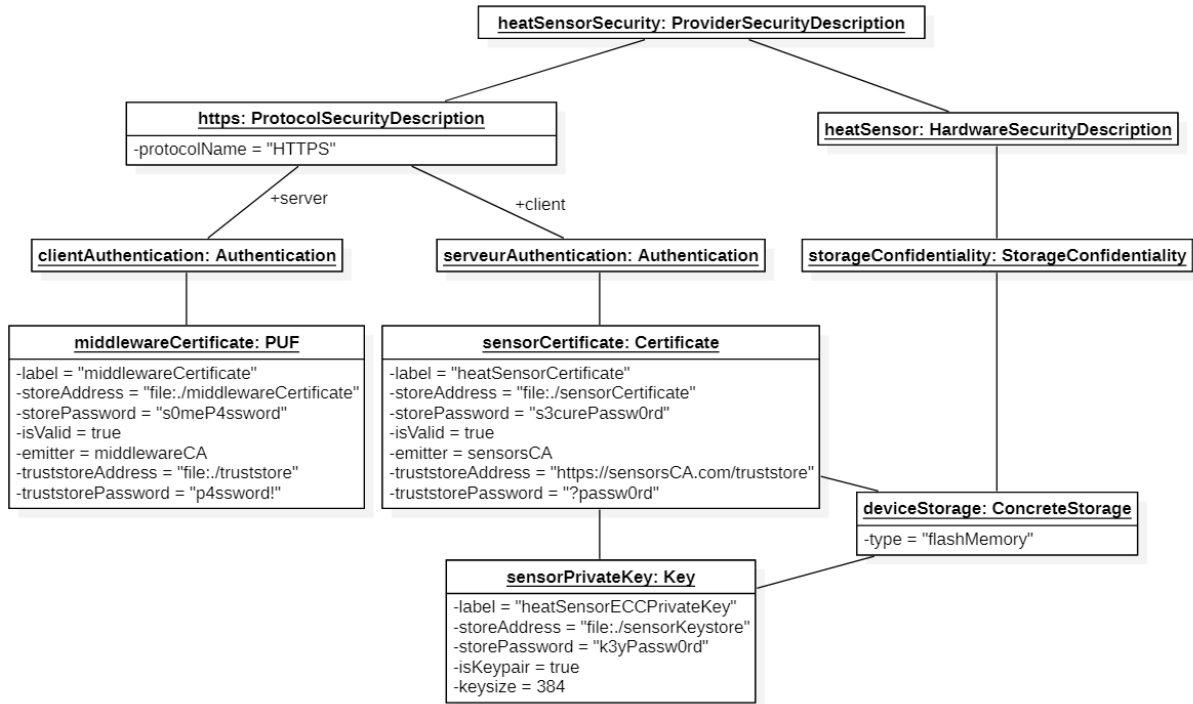 heatSensorSecurity: ProviderSecurityDescription
https: ProtocolSecurityDescription
-protocolName = "HTTPS"
heatSensor: HardwareSecurityDescription
+server
+client
clientAuthentication: Authentication
serveurAuthentication: Authentication
storageConfidentiality: StorageConfidentiality
middlewareCertificate: PUF
-label = "middlewareCertificate"
-storeAddress = "file:./middlewareCertificate"
-storePassword = "s0meP4ssword"
-isValid = true
-emitter = middlewareCA
-truststoreAddress = "file:./truststore"
-truststorePassword = "p4ssword!"
sensorCertificate: Certificate
-label = "heatSensorCertificate"
-storeAddress = "file:./sensorCertificate"
-storePassword = "s3curePassw0rd"
-isValid = true
-emitter = sensorsCA
-truststoreAddress = "https://sensorsCA.com/truststore"
-truststorePassword = "?passw0rd"
deviceStorage: ConcreteStorage
-type = "flashMemory"
sensorPrivateKey: Key
-label = "heatSensorECCPrivateKey"
-storeAddress = "file:./sensorKeystore"
-storePassword = "k3yPassw0rd"
-isKeypair = true
-keysize = 384